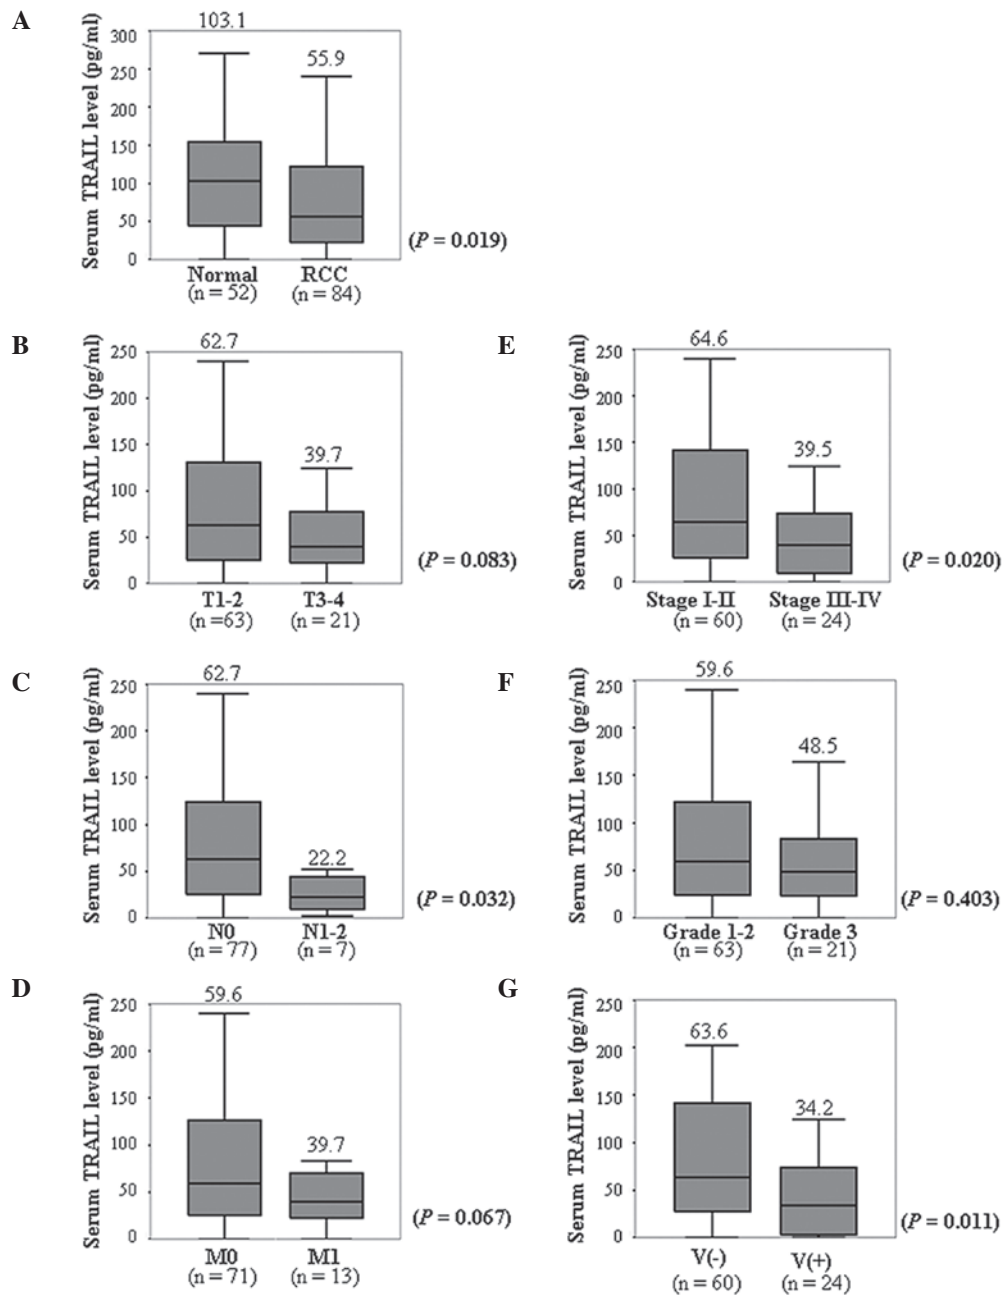 A
Serum TRAIL level (pg/ml)
300
250
200
150
100
50
0
103.1
55.9
Normal
(n = 52)
RCC
(n = 84)
(P = 0.019)
B
Serum TRAIL level (pg/ml)
250
200
150
100
50
0
62.7
39.7
T1-2
(n =63)
T3-4
(n = 21)
(P = 0.083)
E
Serum TRAIL level (pg/ml)
250
200
150
100
50
0
64.6
39.5
Stage I-II
(n = 60)
Stage III-IV
(n = 24)
(P = 0.020)
C
Serum TRAIL level (pg/ml)
250
200
150
100
50
0
62.7
22.2
N0
(n = 77)
N1-2
(n = 7)
(P = 0.032)
F
Serum TRAIL level (pg/ml)
250
200
150
100
50
0
59.6
48.5
Grade 1-2
(n = 63)
Grade 3
(n = 21)
(P = 0.403)
D
Serum TRAIL level (pg/ml)
250
200
150
100
50
0
59.6
39.7
M0
(n = 71)
M1
(n = 13)
(P = 0.067)
G
Serum TRAIL level (pg/ml)
250
200
150
100
50
0
63.6
34.2
V(-)
(n = 60)
V(+)
(n = 24)
(P = 0.011)